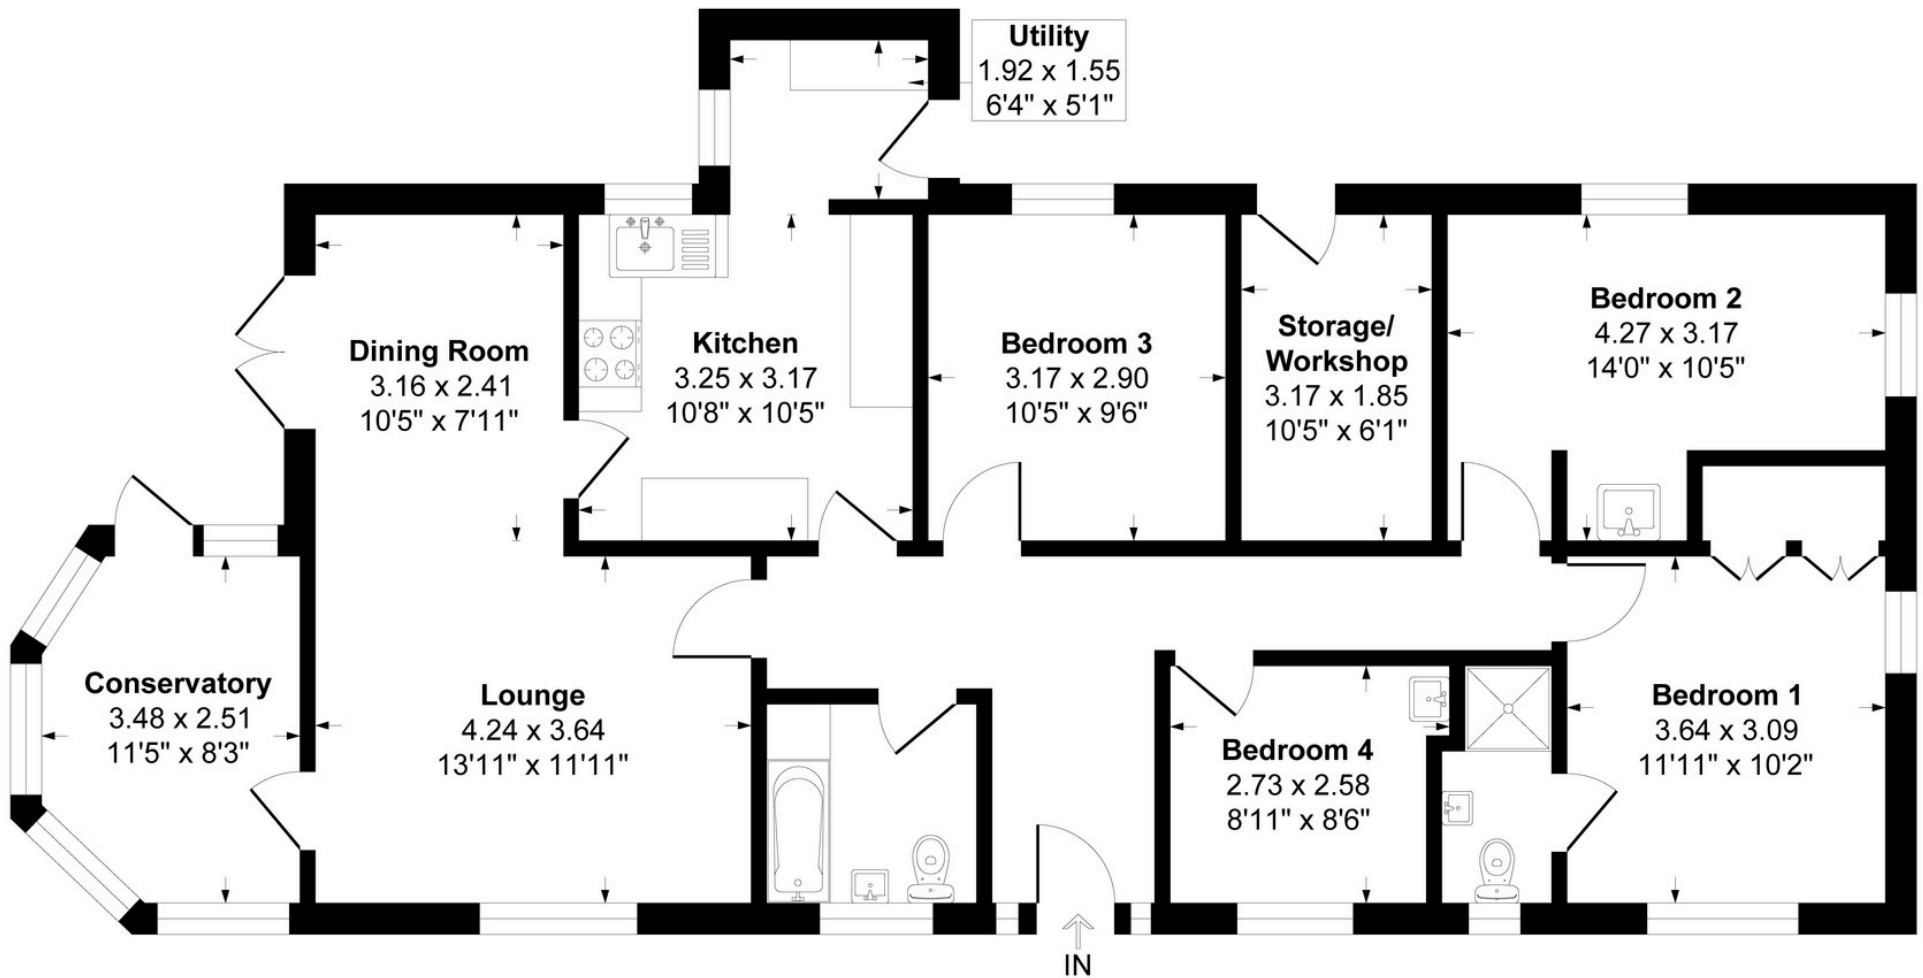 Utility
1.92 x 1.55
6'4" x 5'1"
Dining Room
3.16 x 2.41
10'5" x 7'11"
Kitchen
3.25 x 3.17
10'8" x 10'5"
Bedroom 3
3.17 x 2.90
10'5" x 9'6"
Storage/
Workshop
3.17 x 1.85
10'5" x 6'1"
Bedroom 2
4.27 x 3.17
14'0" x 10'5"
Conservatory
3.48 x 2.51
11'5" x 8'3"
Lounge
4.24 x 3.64
13'11" x 11'11"
Bedroom 4
2.73 x 2.58
8'11" x 8'6"
Bedroom 1
3.64 x 3.09
11'11" x 10'2"
IN